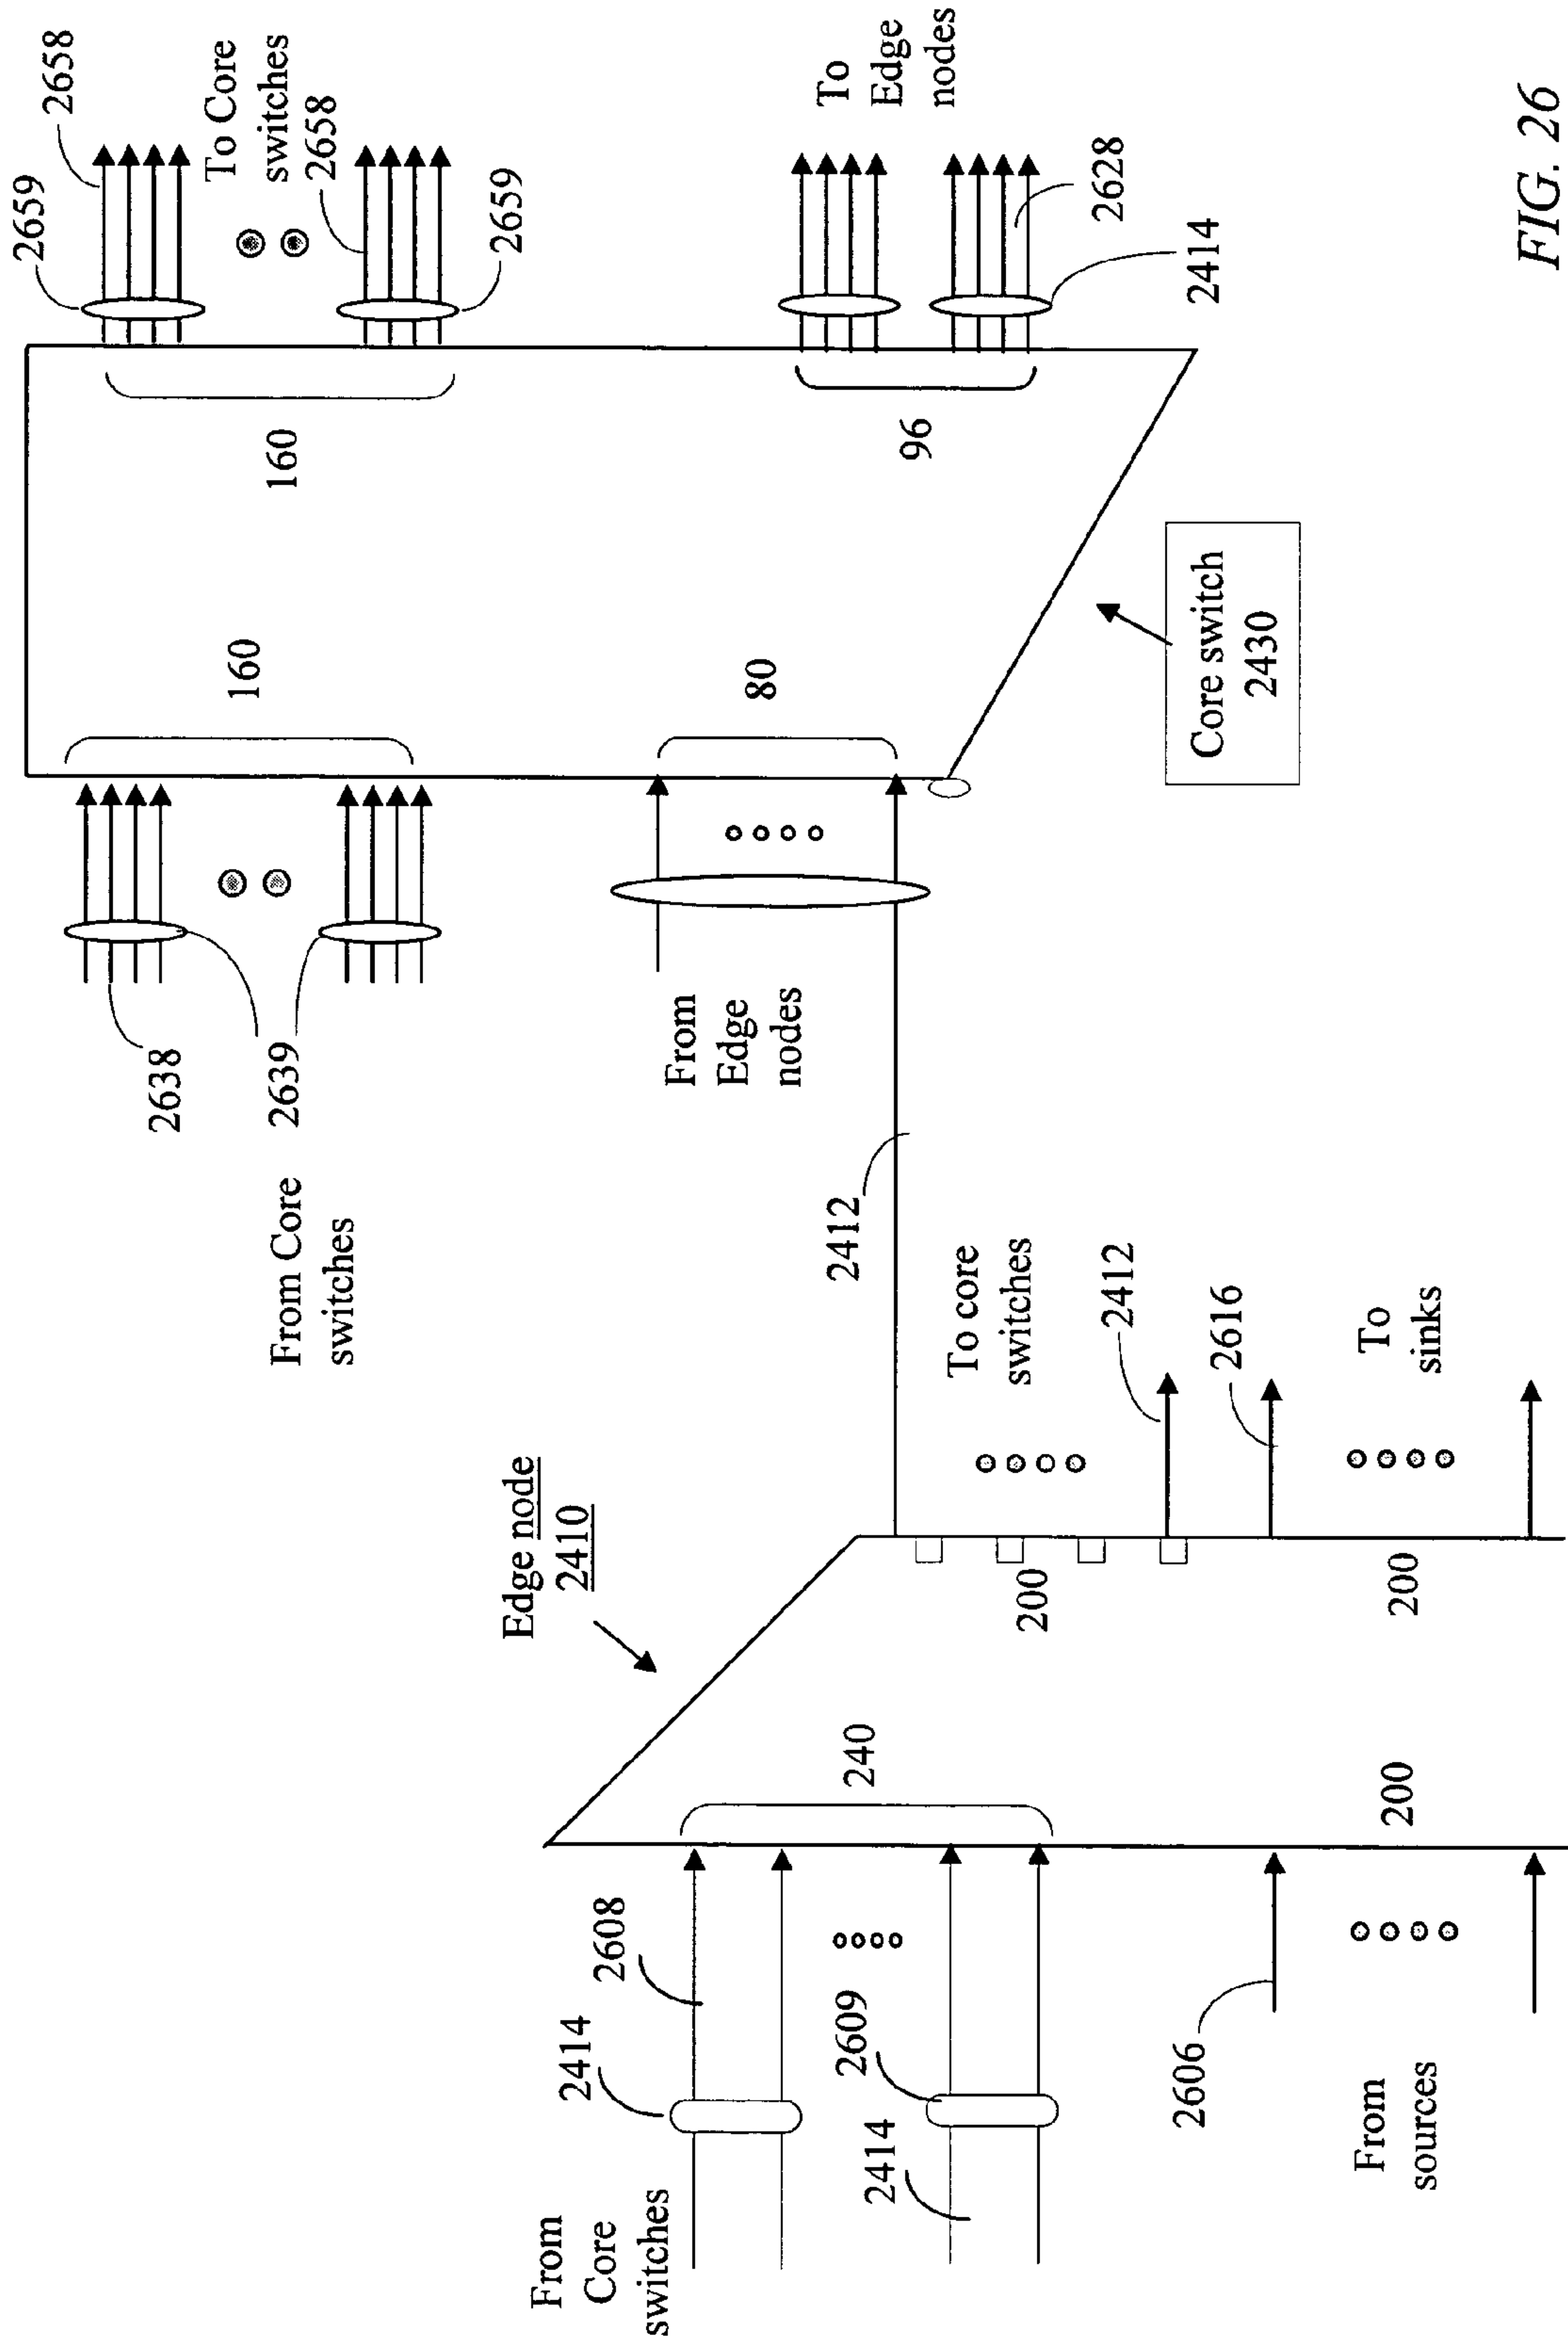 2659
2658
To Core
switches
2658
2659
160
160
2638
2639
From Core
switches
To
Edge
nodes
96
2628
2414
80
From
Edge
nodes
Core switch
2430
2412
Edge node
2410
To core
switches
2412
2616
To
sinks
200
200
240
200
2608
2414
From
Core
switches
2609
2414
2606
From
sources
FIG. 26